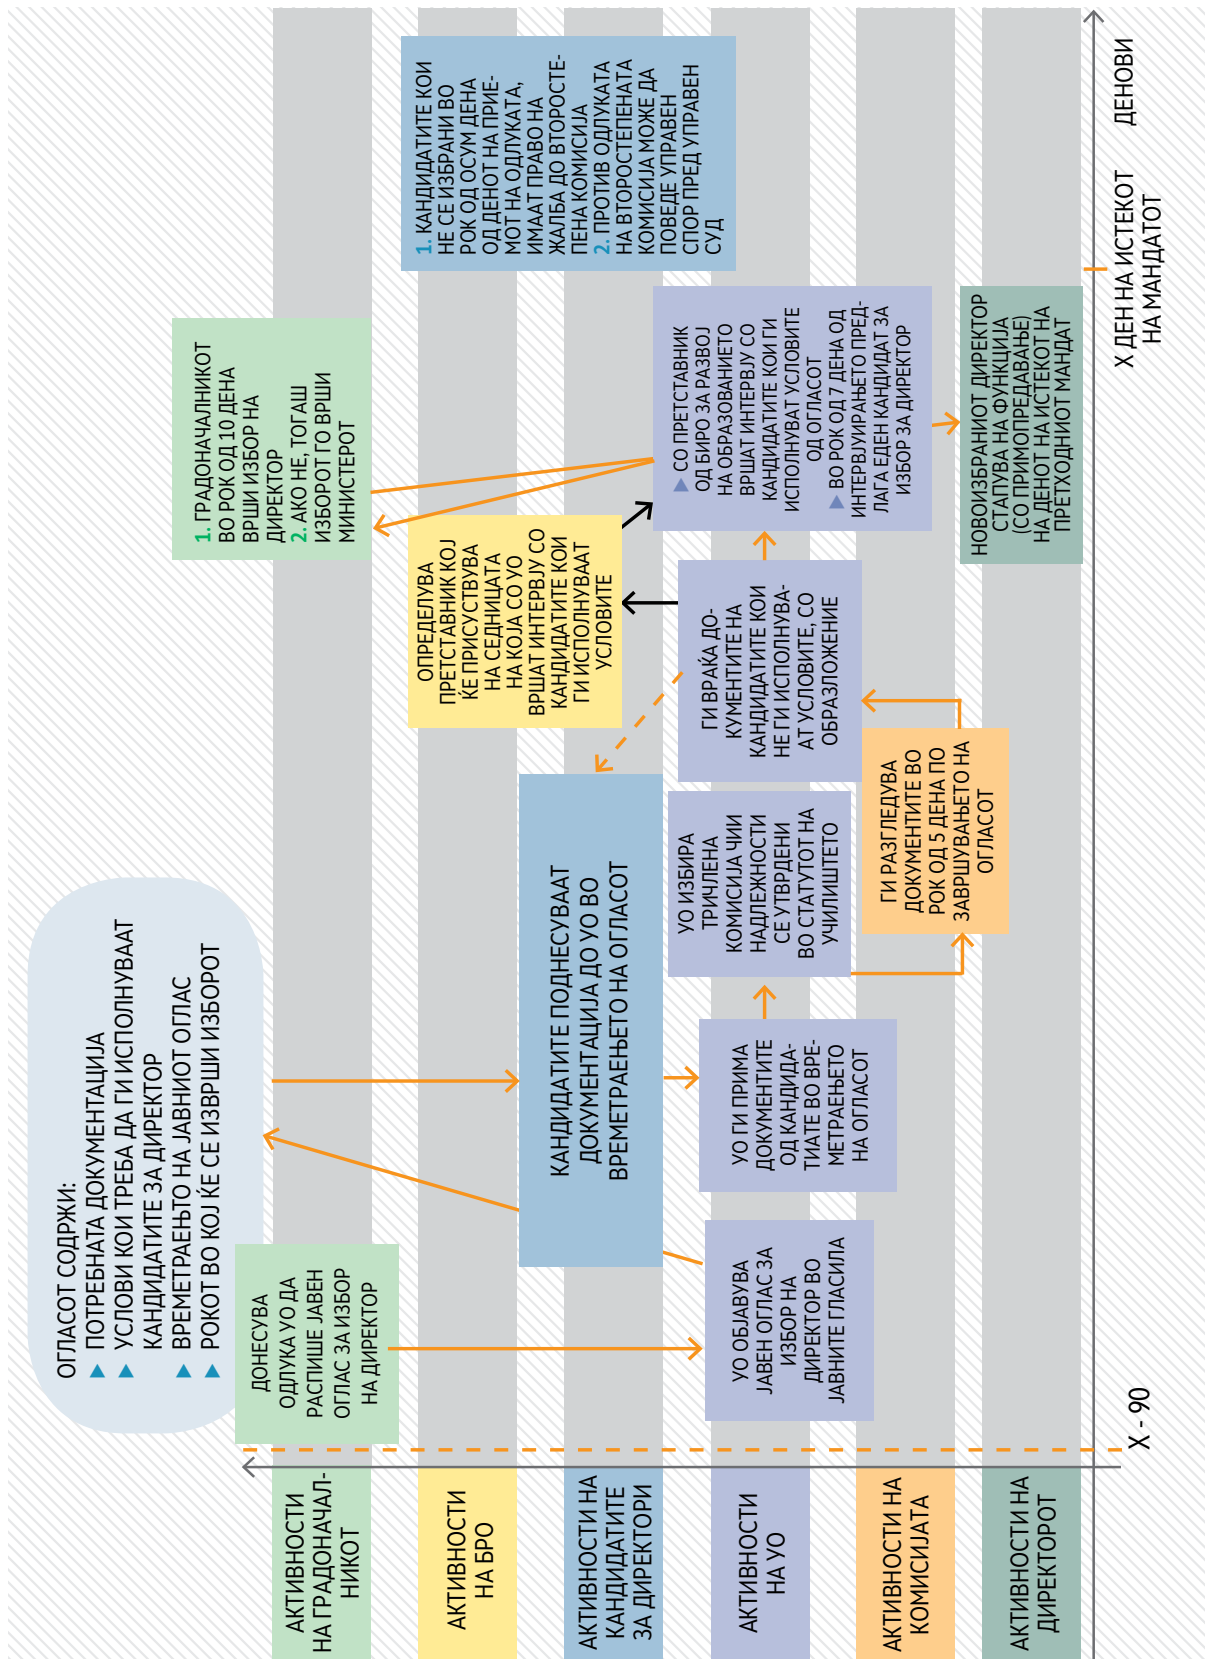 ОГЛАСОТ СОДРЖИ:
ПОТРЕБНАТА ДОКУМЕНТАЦИЈА
УСЛОВИ КОИ ТРЕБА ДА ГИ ИСПОЛНУВААТ
КАНДИДАТИТЕ ЗА ДИРЕКТОР
ВРЕМЕТРАЕЊТО НА ЈАВНИОТ ОГЛАС
РОКОТ ВО КОЈ ЌЕ СЕ ИЗВРШИ ИЗБОРОТ
АКТИВНОСТИ
НА ГРАДОНАЧАЛ-
НИКОТ
ДОНЕСУВА
ОДЛУКА УО ДА
РАСПИШЕ ЈАВЕН
ОГЛАС ЗА ИЗБОР
НА ДИРЕКТОР
1. ГРАДОНАЧАЛНИКОТ
ВО РОК ОД 10 ДЕНА
ВРШИ ИЗБОР НА
ДИРЕКТОР
2. АКО НЕ, ТОГАШ
ИЗБОРОТ ГО ВРШИ
МИНИСТЕРОТ
АКТИВНОСТИ
НА БРО
ОПРЕДЕЛУВА
ПРЕТСТАВНИК КОЈ
ЌЕ ПРИСУСТВУВА
НА СЕДНИЦАТА
НА КОЈА СО УО
ВРШАТ ИНТЕРВЈУ СО
КАНДИДАТИТЕ КОИ
ГИ ИСПОЛНУВААТ
УСЛОВИТЕ
АКТИВНОСТИ НА
КАНДИДАТИТЕ
ЗА ДИРЕКТОРИ
КАНДИДАТИТЕ ПОДНЕСУВААТ
ДОКУМЕНТАЦИЈА ДО УО ВО
ВРЕМЕТРАЕЊЕТО НА ОГЛАСОТ
1. КАНДИДАТИТЕ КОИ
НЕ СЕ ИЗБРАНИ ВО
РОК ОД ОСУМ ДЕНА
ОД ДЕНОТ НА ПРИЕ-
МОТ НА ОДЛУКАТА,
ИМААТ ПРАВО НА
ЖАЛБА ДО ВТОРОСТЕ-
ПЕНА КОМИСИЈА
2. ПРОТИВ ОДЛУКАТА
НА ВТОРОСТЕПЕНАТА
КОМИСИЈА МОЖЕ ДА
ПОВЕДЕ УПРАВЕН
СПОР ПРЕД УПРАВЕН
СУД
АКТИВНОСТИ
НА УО
УО ОБЈАВУВА
ЈАВЕН ОГЛАС ЗА
ИЗБОР НА
ДИРЕКТОР ВО
ЈАВНИТЕ ГЛАСИЛА
УО ГИ ПРИМА
ДОКУМЕНТИТЕ
ОД КАНДИДА-
ТИАТЕ ВО ВРЕ-
МЕТРАЕЊЕТО
НА ОГЛАСОТ
УО ИЗБИРА
ТРИЧЛЕНА
КОМИСИЈА ЧИИ
НАДЛЕЖНОСТИ
СЕ УТВРДЕНИ
ВО СТАТУТОТ НА
УЧИЛИШТЕТО
ГИ ВРАЌА ДО-
КУМЕНТИТЕ НА
КАНДИДАТИТЕ КОИ
НЕ ГИ ИСПОЛНУВА-
АТ УСЛОВИТЕ, СО
ОБРАЗЛОЖЕНИЕ
СО ПРЕТСТАВНИК
ОД БИРО ЗА РАЗВОЈ
НА ОБРАЗОВАНИЕТО
ВРШАТ ИНТЕРВЈУ СО
КАНДИДАТИТЕ КОИ ГИ
ИСПОЛНУВАТ УСЛОВИТЕ
ОД ОГЛАСОТ
ВО РОК ОД 7 ДЕНА ОД
ИНТЕРВЈУИРАЊЕТО ПРЕД-
ЛАГА ЕДЕН КАНДИДАТ ЗА
ИЗБОР ЗА ДИРЕКТОР
АКТИВНОСТИ НА
КОМИСИЈАТА
ГИ РАЗГЛЕДУВА
ДОКУМЕНТИТЕ ВО
РОК ОД 5 ДЕНА ПО
ЗАВРШУВАЊЕТО НА
ОГЛАСОТ
АКТИВНОСТИ НА
ДИРЕКТОРОТ
НОВОИЗБРАНИОТ ДИРЕКТОР
СТАПУВА НА ФУНКЦИЈА
(СО ПРИМОПРЕДАВАЊЕ)
НА ДЕНОТ НА ИСТЕКОТ НА
ПРЕТХОДНИОТ МАНДАТ
X - 90
X ДЕН НА ИСТЕКОТ
НА МАНДАТОТ
ДЕНОВИ